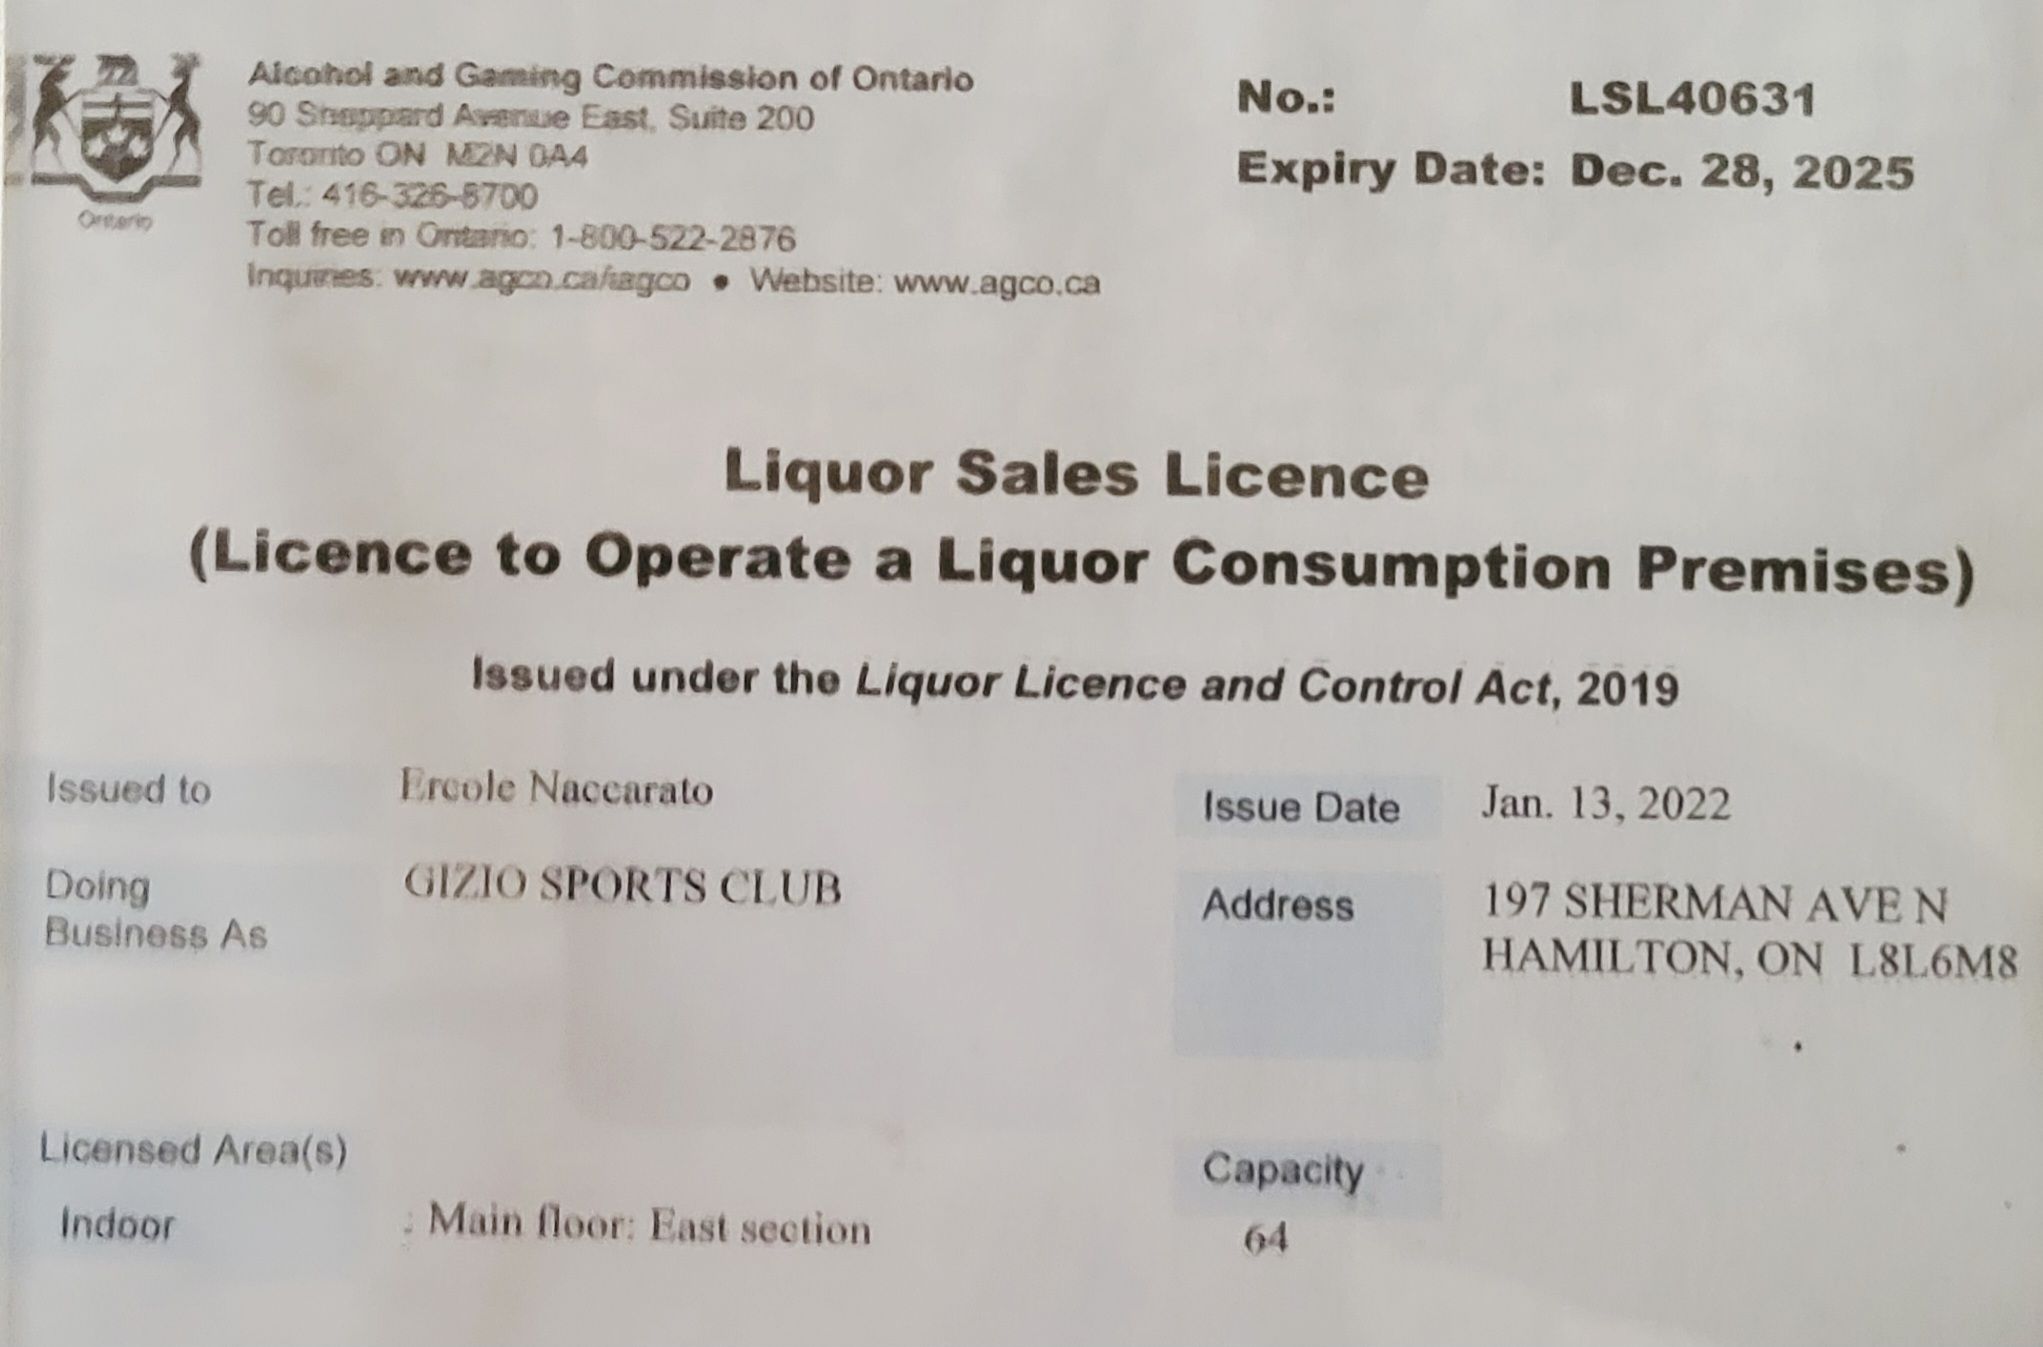 Alcohol and Gaming Commission of Ontario
90 Sheppard Avenue East, Suite 200
Toronto ON M2N 0A4
Tel.: 416-326-8700
Toll free in Ontario: 1-800-522-2876
Inquiries: www.agco.ca/iagco • Website: www.agco.ca
Ontario
No.: LSL40631
Expiry Date: Dec. 28, 2025
Liquor Sales Licence
(Licence to Operate a Liquor Consumption Premises)
Issued under the Liquor Licence and Control Act, 2019
Issued to Ercole Naccarato
Doing Business As GIZIO SPORTS CLUB
Issue Date Jan. 13, 2022
Address 197 SHERMAN AVE N
HAMILTON, ON L8L6M8
Licensed Area(s)
Capacity
Indoor : Main floor: East section
64